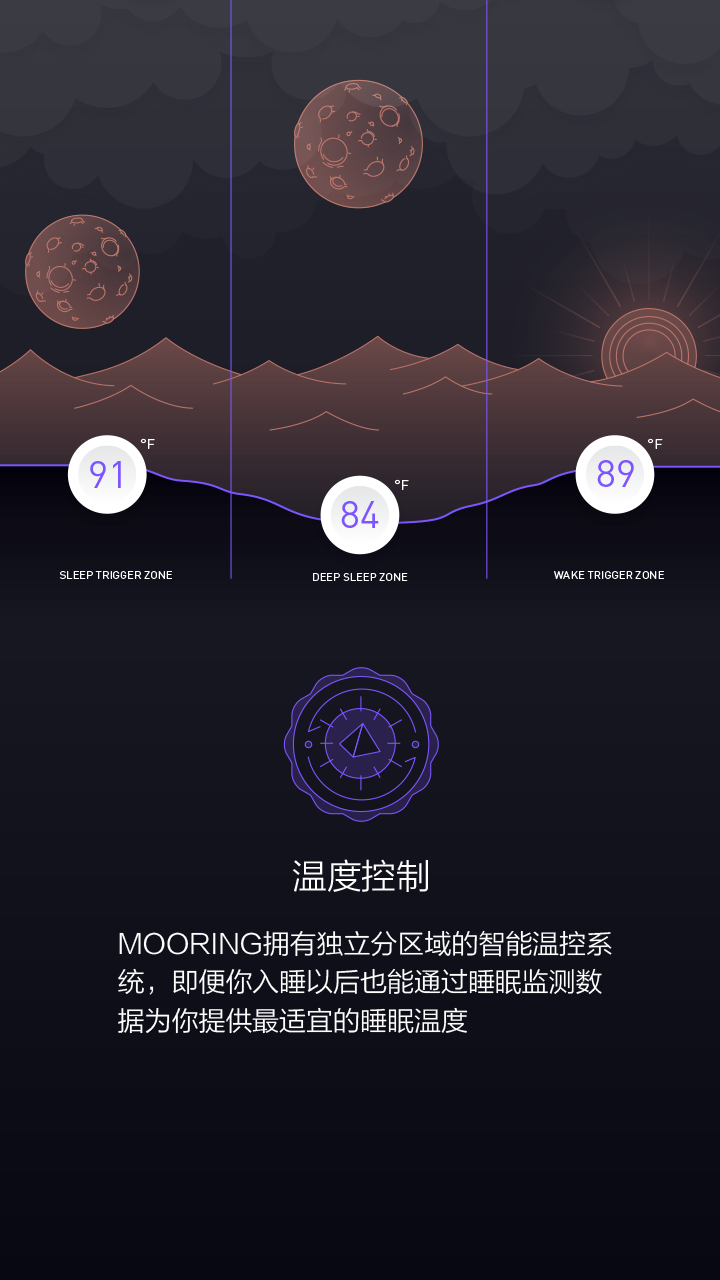 °F
°F
91
89
°F
84
SLEEP TRIGGER ZONE
DEEP SLEEP ZONE
WAKE TRIGGER ZONE
温度控制
MOORING拥有独立分区域的智能温控系
统，即便你入睡以后也能通过睡眠监测数
据为你提供最适宜的睡眠温度